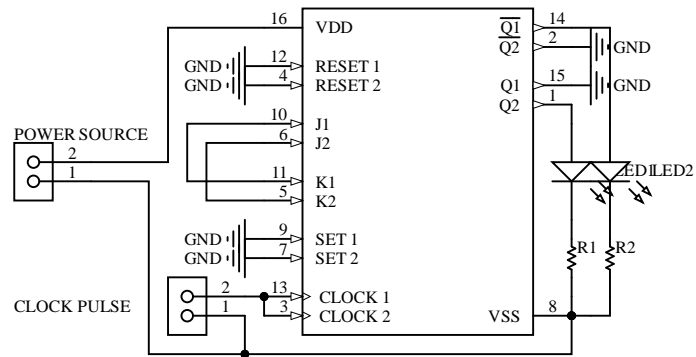 16 VDD Q1 14
Q2 2 GND
GND 12 RESET 1
GND 4 RESET 2
Q1 15 GND
Q2 1
10 J1
6 J2
POWER SOURCE
2
1
11 K1
5 K2
LED1 LED2
GND 9 SET 1
GND 7 SET 2
R1 R2
CLOCK PULSE
2 13 CLOCK 1
1 3 CLOCK 2
VSS 8